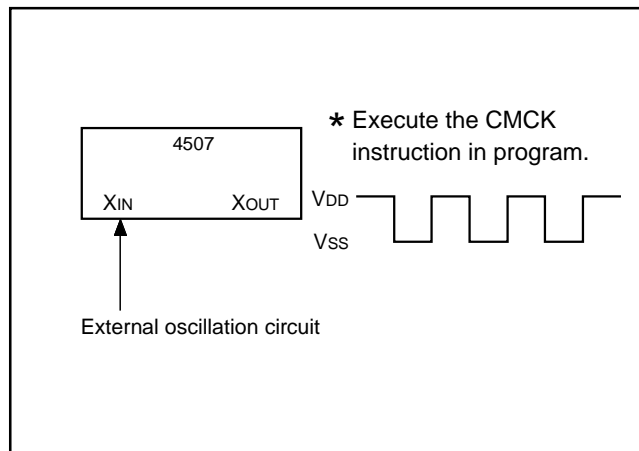 * Execute the CMCK
instruction in program.
4507
XIN XOUT
VDD
VSS
External oscillation circuit